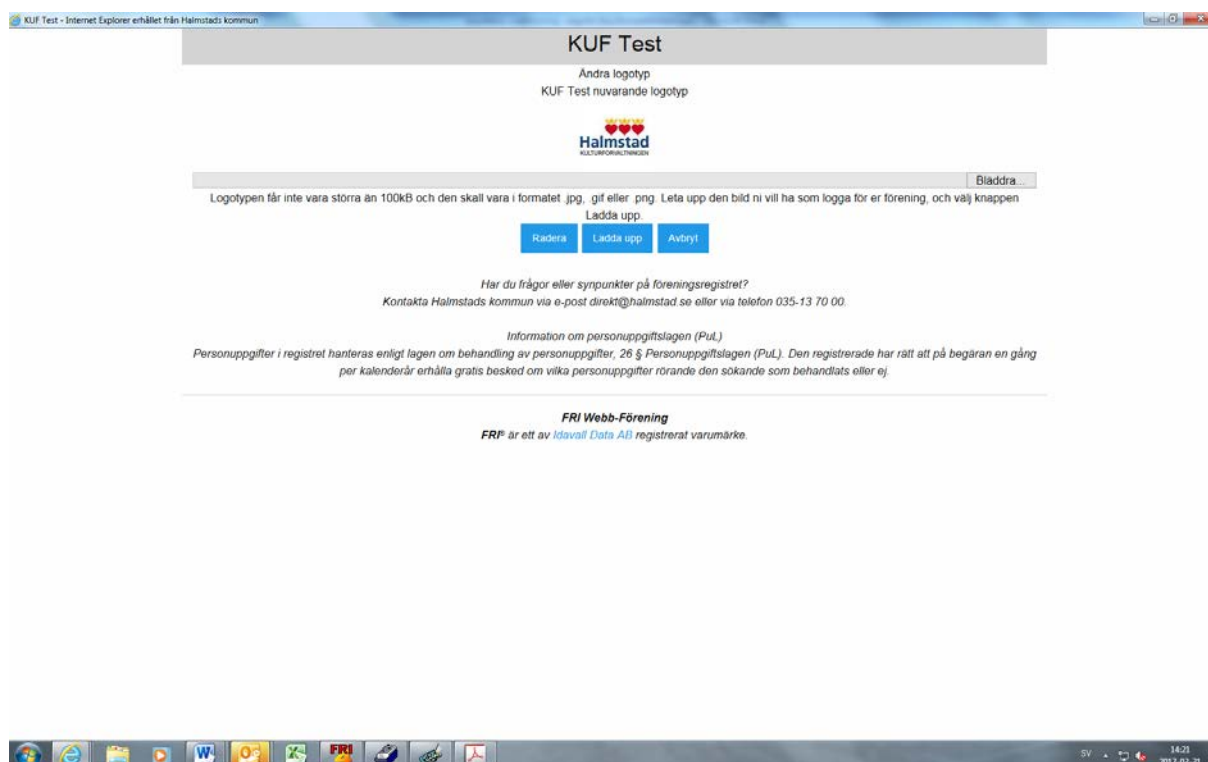 KUF Test - Internet Explorer erhållet från Halmstads kommun
KUF Test
Ändra logotyp
KUF Test nuvarande logotyp
Halmstad
KULTURFÖRVALTNINGEN
Bläddra...
Logotypen får inte vara större än 100kB och den skall vara i formatet .jpg, .gif eller .png. Leta upp den bild ni vill ha som logga för er förening, och välj knappen
Ladda upp.
Radera Ladda upp Avbryt
Har du frågor eller synpunkter på föreningsregistret?
Kontakta Halmstads kommun via e-post direkt@halmstad.se eller via telefon 035-13 70 00.
Information om personuppgiftslagen (PuL)
Personuppgifter i registret hanteras enligt lagen om behandling av personuppgifter, 26 § Personuppgiftslagen (PuL). Den registrerade har rätt att på begäran en gång
per kalenderår erhålla gratis besked om vilka personuppgifter rörande den sökande som behandlats eller ej.
FRI Webb-Förening
FRI® är ett av Idavall Data AB registrerat varumärke.
FRI
SV
14:21